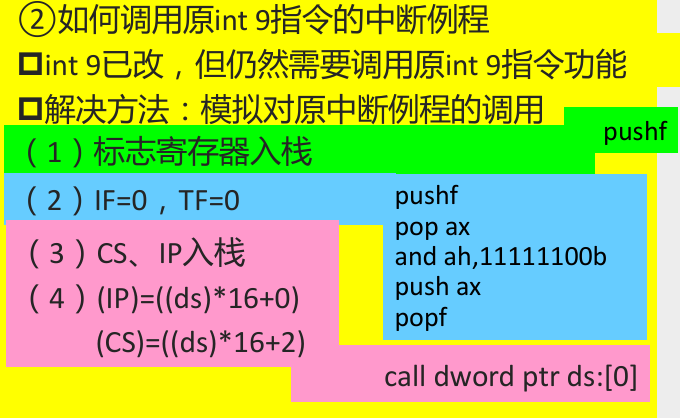 ②如何调用原int 9指令的中断例程
int 9已改，但仍然需要调用原int 9指令功能
解决方法：模拟对原中断例程的调用
pushf
（1）标志寄存器入栈
（2）IF=0，TF=0
pushf
pop ax
and ah,11111100b
push ax
popf
（3）CS、IP入栈
（4）(IP)=((ds)*16+0)
(CS)=((ds)*16+2)
call dword ptr ds:[0]